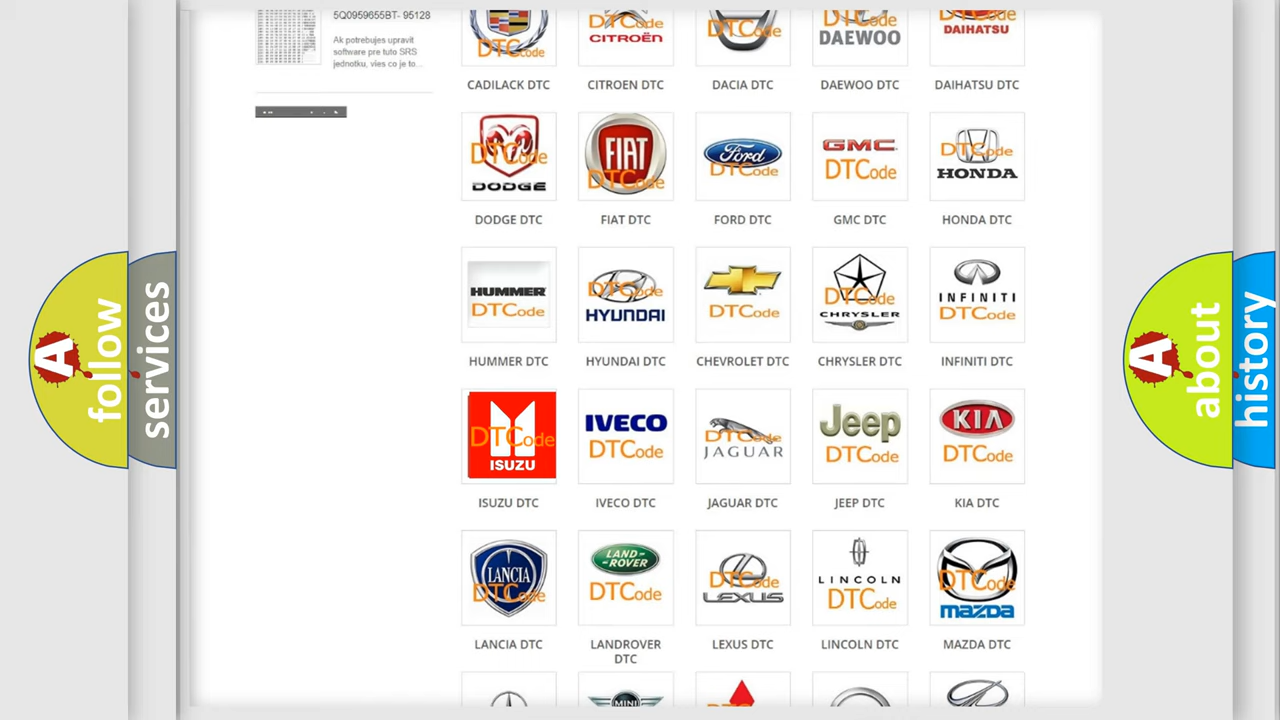 5Q0959655BT- 95128
Ak potrebujes upravit
software pre tuto SRS
jednotku, vies co je to...
DTCode
DTCode
CITROËN
DTCode
DAEWOO
DTCode
DAIHATSU
CADILACK DTC
CITROEN DTC
DACIA DTC
DAEWOO DTC
DAIHATSU DTC
DTCode
DODGE
FIAT
DTCode
Ford
DTCode
GMC
DTCode
DTCode
HONDA
DODGE DTC
FIAT DTC
FORD DTC
GMC DTC
HONDA DTC
HUMMER
DTCode
DTCode
HYUNDAI
DTCode
DTCode
CHRYSLER
INFINITI
DTCode
HUMMER DTC
HYUNDAI DTC
CHEVROLET DTC
CHRYSLER DTC
INFINITI DTC
DTCode
ISUZU
IVECO
DTCode
DTCode
JAGUAR
Jeep
DTCode
KIA
DTCode
ISUZU DTC
IVECO DTC
JAGUAR DTC
JEEP DTC
KIA DTC
LANCIA
DTCode
LAND-
ROVER
DTCode
DTCode
LEXUS
LINCOLN
DTCode
DTCode
mazda
LANCIA DTC
LANDROVER
DTC
LEXUS DTC
LINCOLN DTC
MAZDA DTC
MINI
A
follow
services
A
about
history